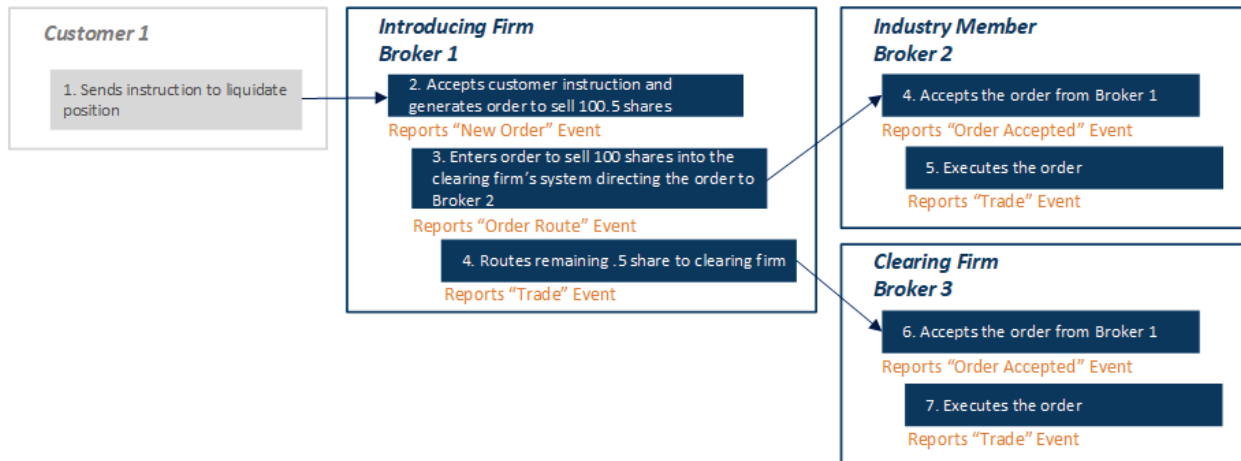 Customer 1
1. Sends instruction to liquidate
position
Introducing Firm
Broker 1
2. Accepts customer instruction and
generates order to sell 100.5 shares
Reports “New Order” Event
3. Enters order to sell 100 shares into the
clearing firm’s system directing the order to
Broker 2
Reports “Order Route” Event
4. Routes remaining .5 share to clearing firm
Reports “Trade” Event
Industry Member
Broker 2
4. Accepts the order from Broker 1
Reports “Order Accepted” Event
5. Executes the order
Reports “Trade” Event
Clearing Firm
Broker 3
6. Accepts the order from Broker 1
Reports “Order Accepted” Event
7. Executes the order
Reports “Trade” Event